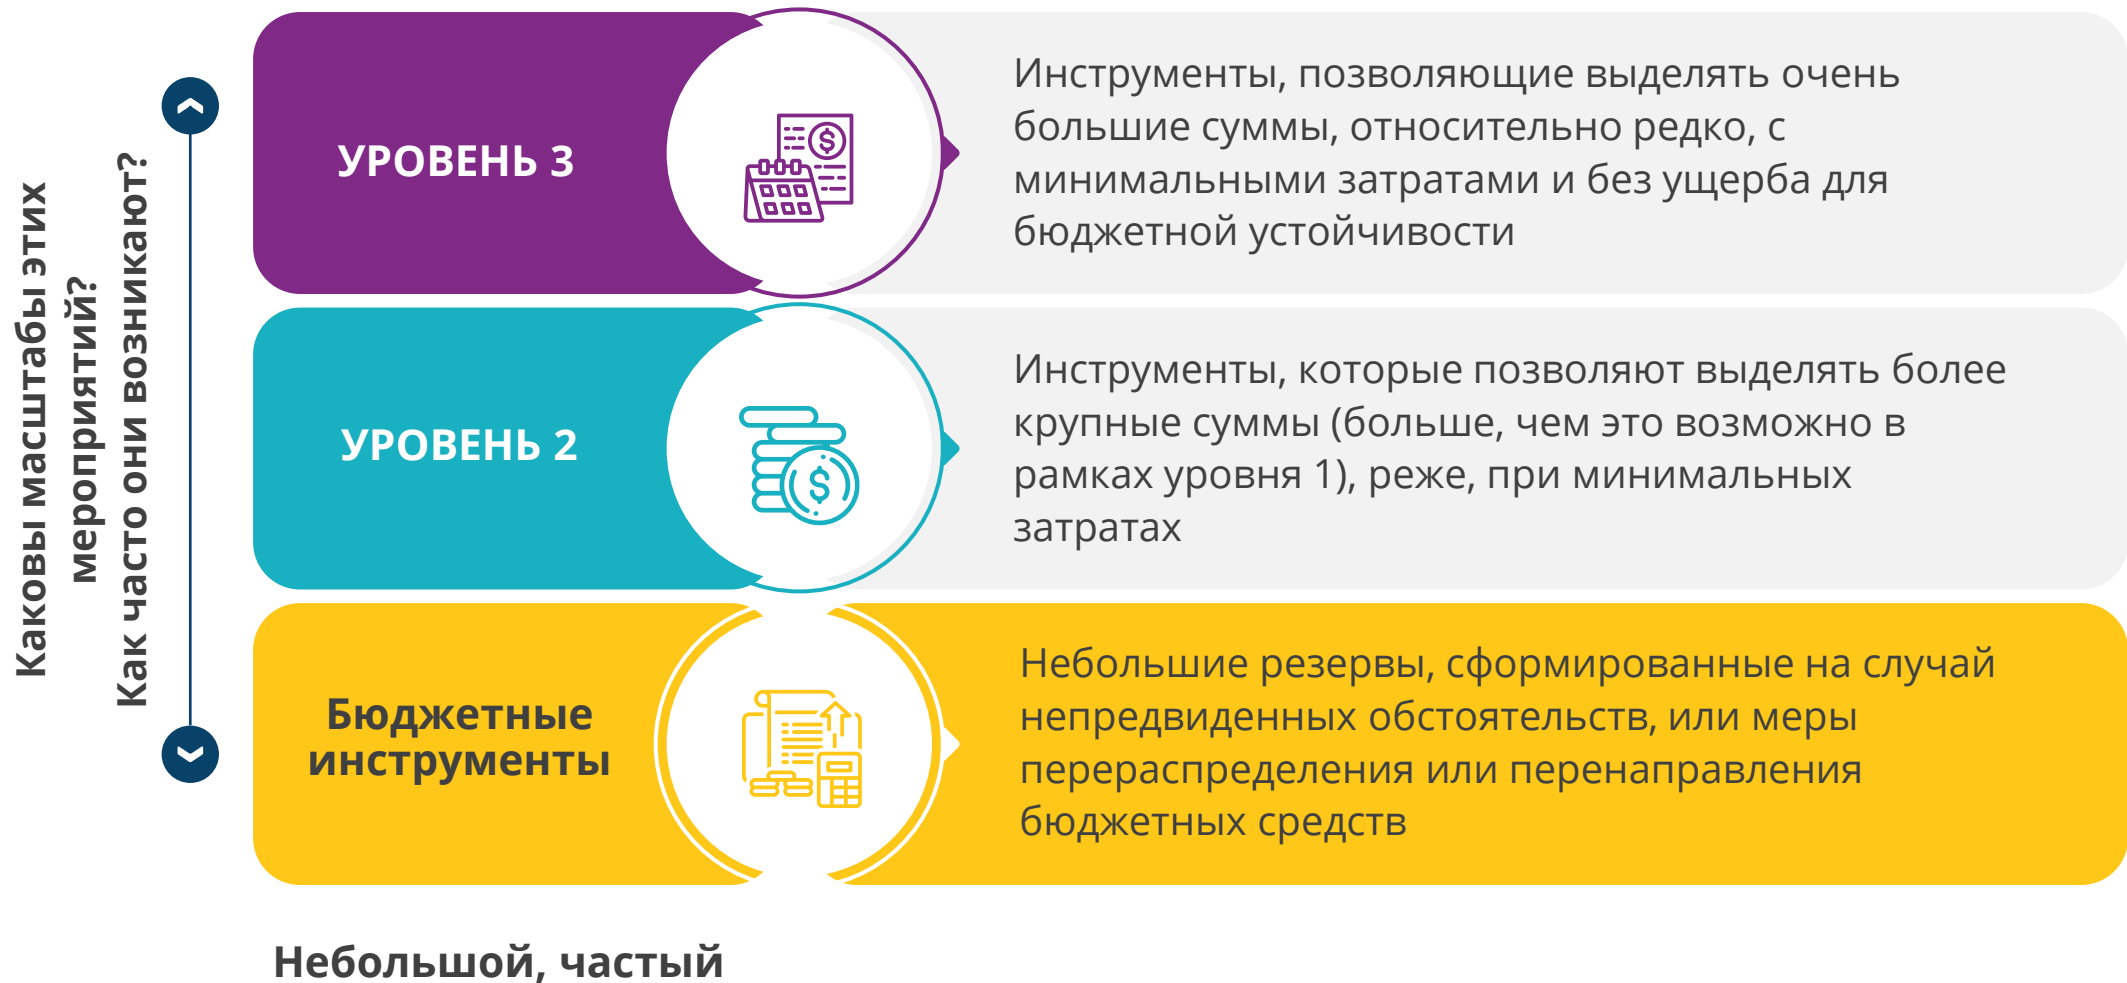 Каковы масштабы этих
мероприятий?
Как часто они возникают?
УРОВЕНЬ 3
Инструменты, позволяющие выделять очень
большие суммы, относительно редко, с
минимальными затратами и без ущерба для
бюджетной устойчивости
УРОВЕНЬ 2
Инструменты, которые позволяют выделять более
крупные суммы (больше, чем это возможно в
рамках уровня 1), реже, при минимальных
затратах
Бюджетные
инструменты
Небольшие резервы, сформированные на случай
непредвиденных обстоятельств, или меры
перераспределения или перенаправления
бюджетных средств
Небольшой, частый